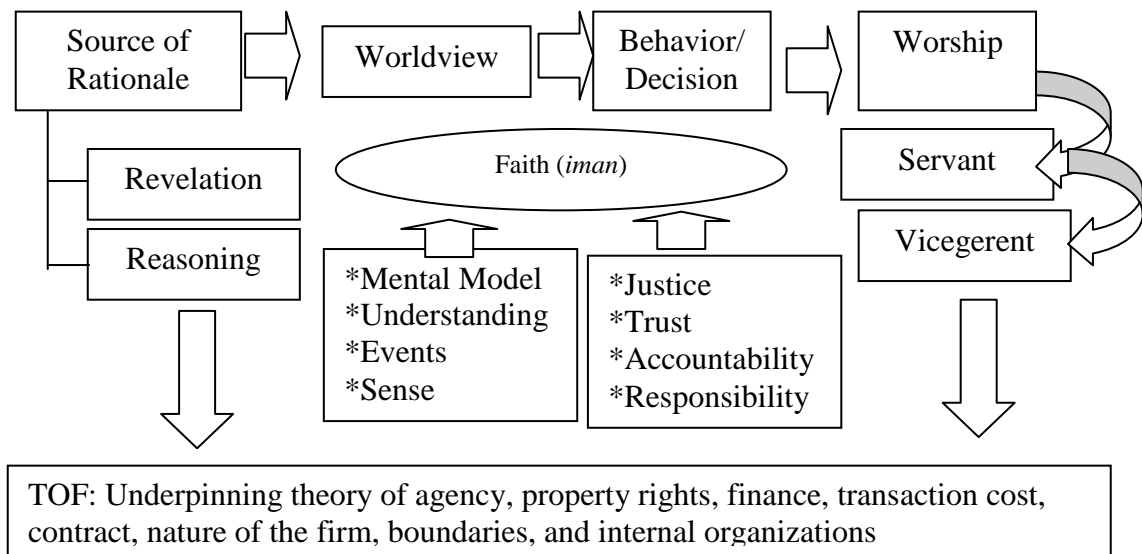 Source of
Rationale
Worldview
Behavior/
Decision
Worship
Revelation
Reasoning
Faith (iman)
Servant
Vicegerent
*Mental Model
*Understanding
*Events
*Sense
*Justice
*Trust
*Accountability
*Responsibility
TOF: Underpinning theory of agency, property rights, finance, transaction cost,
contract, nature of the firm, boundaries, and internal organizations